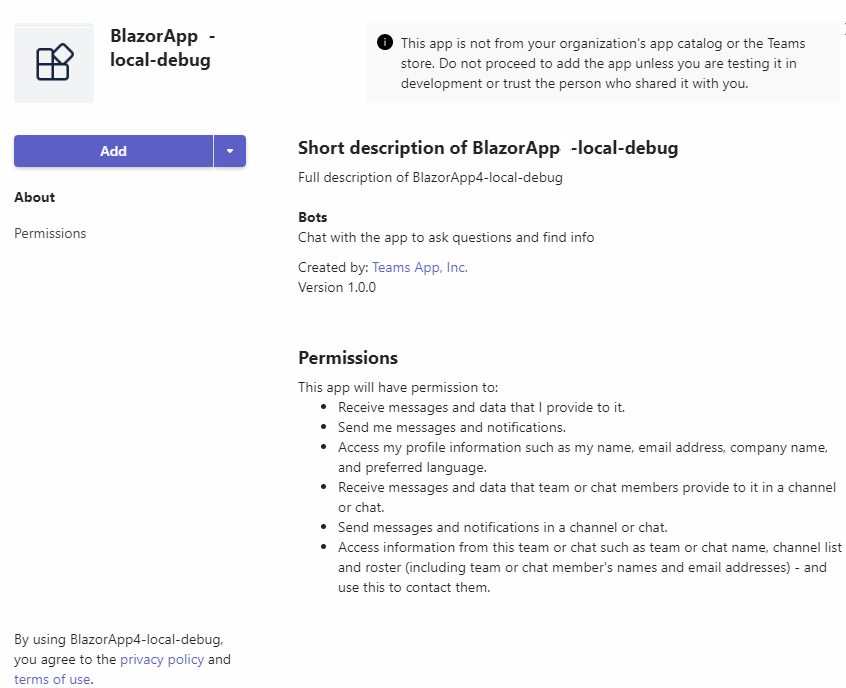 BlazorApp -
local-debug
This app is not from your organization's app catalog or the Teams
store. Do not proceed to add the app unless you are testing it in
development or trust the person who shared it with you.
Add
About
Permissions
Short description of BlazorApp -local-debug
Full description of BlazorApp4-local-debug
Bots
Chat with the app to ask questions and find info
Created by: Teams App, Inc.
Version 1.0.0
Permissions
This app will have permission to:
• Receive messages and data that I provide to it.
• Send me messages and notifications.
• Access my profile information such as my name, email address, company name,
and preferred language.
• Receive messages and data that team or chat members provide to it in a channel
or chat.
• Send messages and notifications in a channel or chat.
• Access information from this team or chat such as team or chat name, channel list
and roster (including team or chat member's names and email addresses) - and
use this to contact them.
By using BlazorApp4-local-debug,
you agree to the privacy policy and
terms of use.